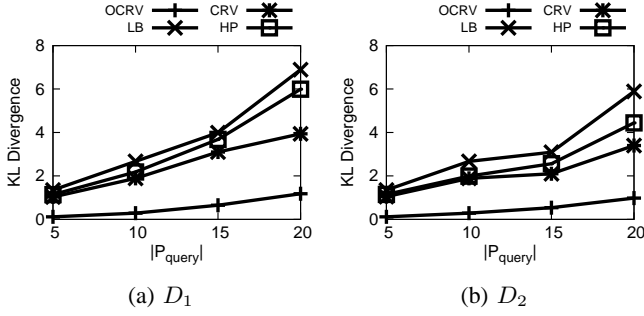 OCRV CRV
LB HP
8
6
4
2
0
KL Divergence
5 10 15 20
|P_query|
(a) D_1
OCRV CRV
LB HP
8
6
4
2
0
KL Divergence
5 10 15 20
|P_query|
(b) D_2